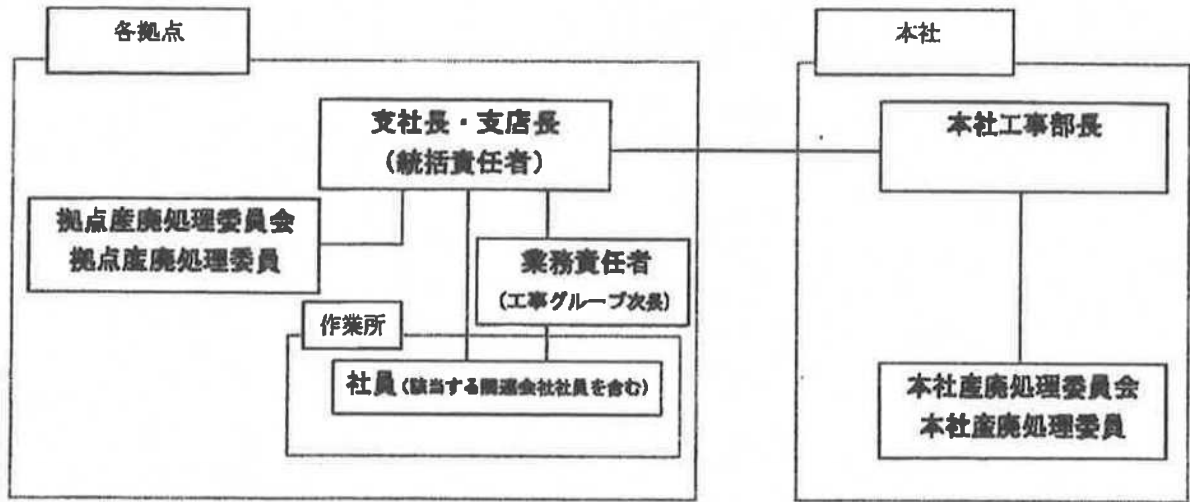 各拠点
本社
支社長・支店長
(統括責任者)
本社工事部長
拠点産廃処理委員会
拠点産廃処理委員
業務責任者
(工事グループ次長)
作業所
社員(該当する関連会社社員を含む)
本社産廃処理委員会
本社産廃処理委員